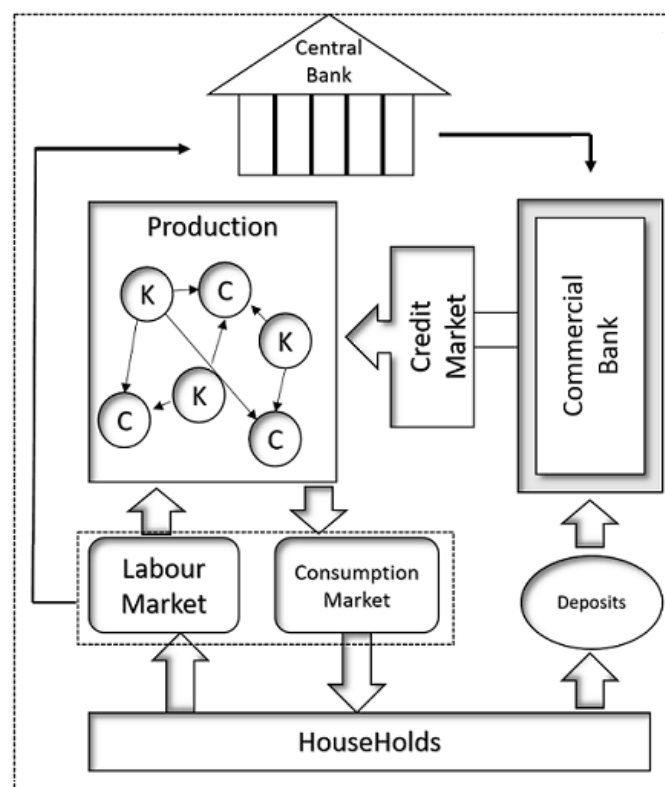 Central
Bank
Production
K
C
K
K
C
C
Credit
Market
Commercial
Bank
Labour
Market
Consumption
Market
Deposits
HouseHolds